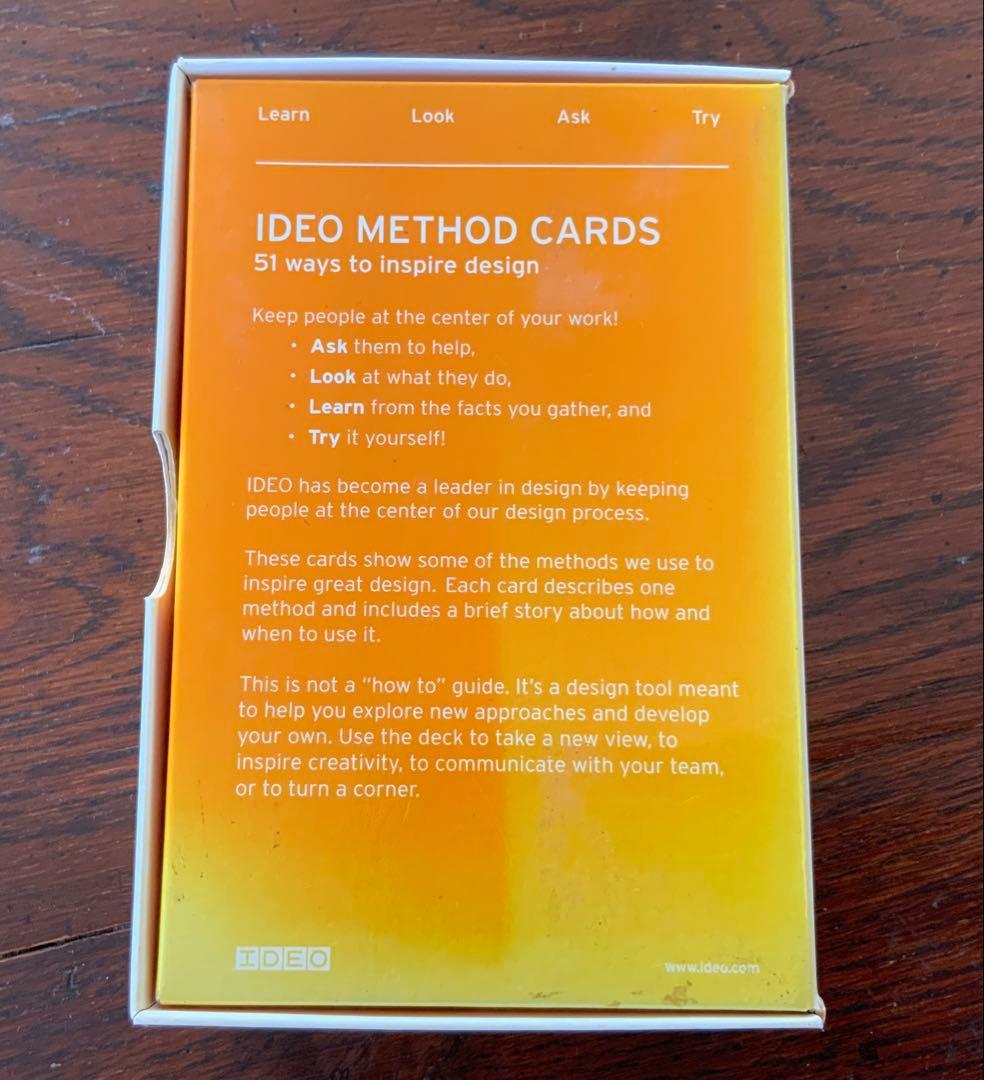 Learn Look Ask Try
IDEO METHOD CARDS
51 ways to inspire design
Keep people at the center of your work!
• Ask them to help,
• Look at what they do,
• Learn from the facts you gather, and
• Try it yourself!
IDEO has become a leader in design by keeping
people at the center of our design process.
These cards show some of the methods we use to
inspire great design. Each card describes one
method and includes a brief story about how and
when to use it.
This is not a “how to” guide. It's a design tool meant
to help you explore new approaches and develop
your own. Use the deck to take a new view, to
inspire creativity, to communicate with your team,
or to turn a corner.
IDEO www.ideo.com